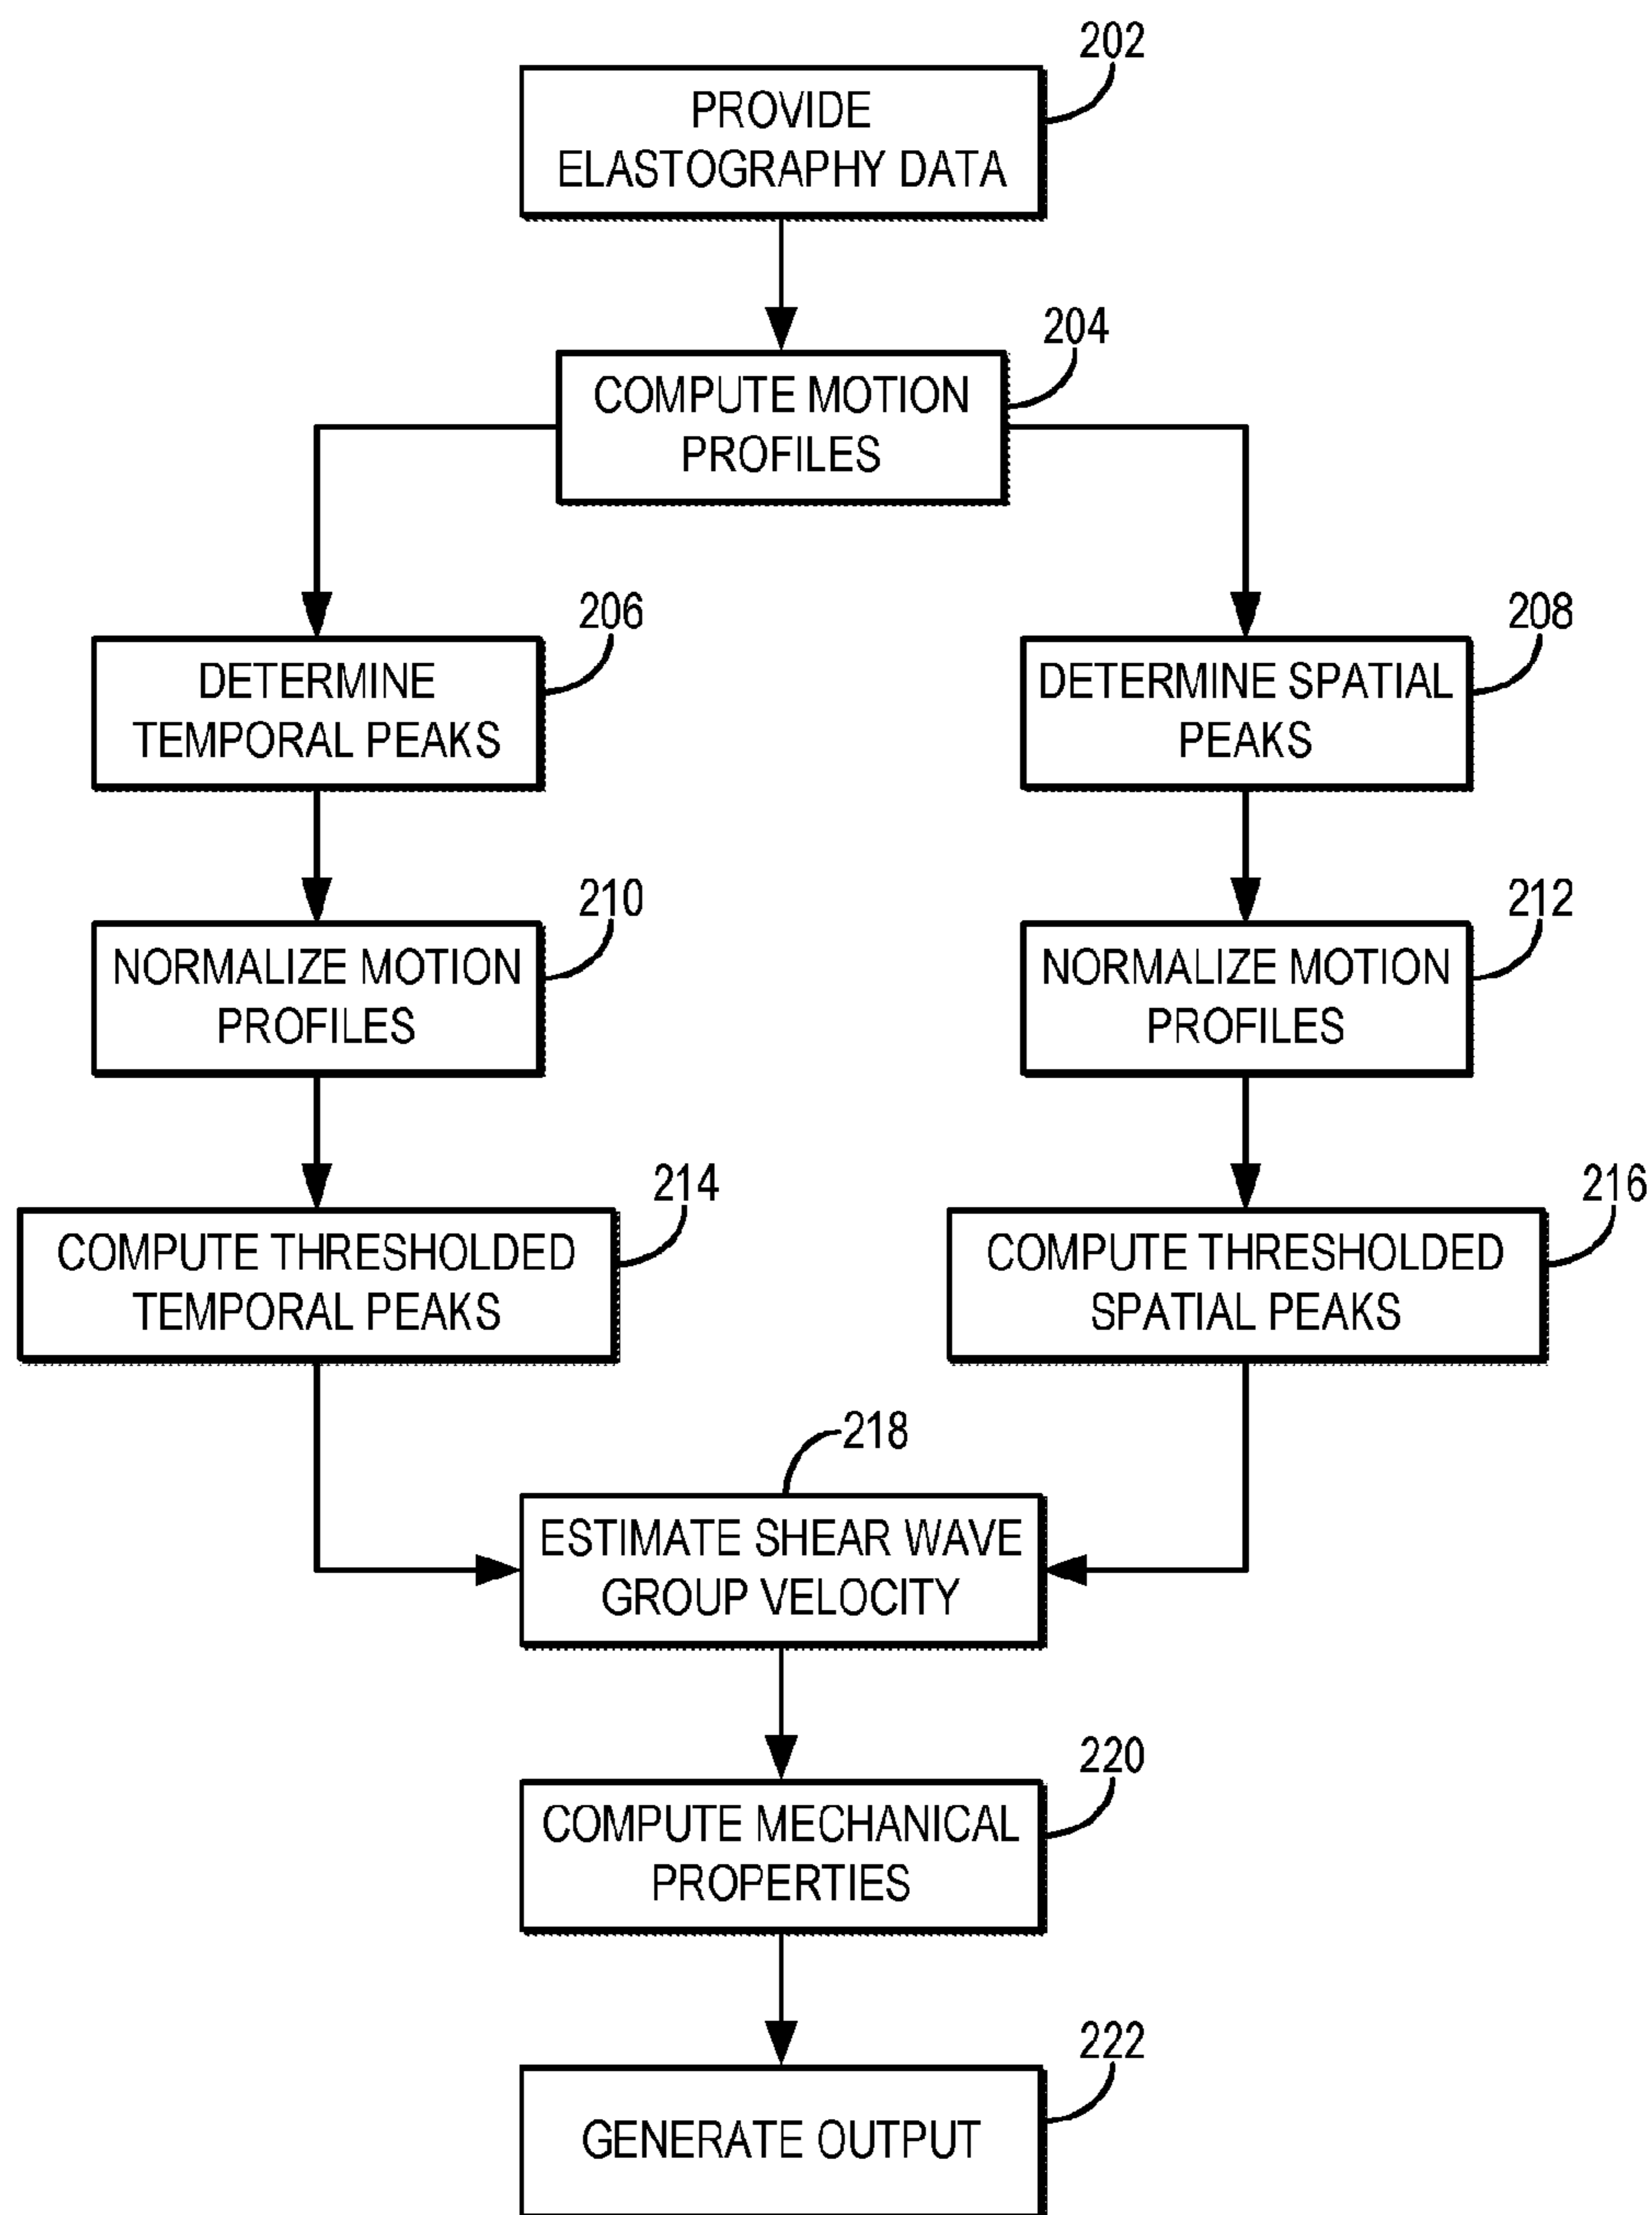 202
PROVIDE
ELASTOGRAPHY DATA
204
COMPUTE MOTION
PROFILES
206
DETERMINE
TEMPORAL PEAKS
208
DETERMINE SPATIAL
PEAKS
210
NORMALIZE MOTION
PROFILES
212
NORMALIZE MOTION
PROFILES
214
COMPUTE THRESHOLDED
TEMPORAL PEAKS
216
COMPUTE THRESHOLDED
SPATIAL PEAKS
218
ESTIMATE SHEAR WAVE
GROUP VELOCITY
220
COMPUTE MECHANICAL
PROPERTIES
222
GENERATE OUTPUT